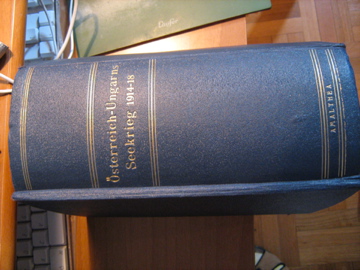 Österreich-Ungarns
Seekrieg 1914-18
AMALTHEA